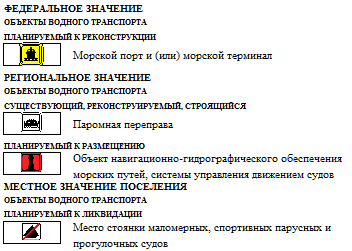 ФЕДЕРАЛЬНОЕ ЗНАЧЕНИЕ
ОБЪЕКТЫ ВОДНОГО ТРАНСПОРТА
ПЛАНИРУЕМЫЙ К РЕКОНСТРУКЦИИ
Морской порт и (или) морской терминал
РЕГИОНАЛЬНОЕ ЗНАЧЕНИЕ
ОБЪЕКТЫ ВОДНОГО ТРАНСПОРТА
СУЩЕСТВУЮЩИЙ, РЕКОНСТРУИРУЕМЫЙ, СТРОЯЩИЙСЯ
Паромная переправа
ПЛАНИРУЕМЫЙ К РАЗМЕЩЕНИЮ
Объект навигационно-гидрографического обеспечения
морских путей, системы управления движением судов
МЕСТНОЕ ЗНАЧЕНИЕ ПОСЕЛЕНИЯ
ОБЪЕКТЫ ВОДНОГО ТРАНСПОРТА
ПЛАНИРУЕМЫЙ К ЛИКВИДАЦИИ
Место стоянки маломерных, спортивных парусных и
прогулочных судов